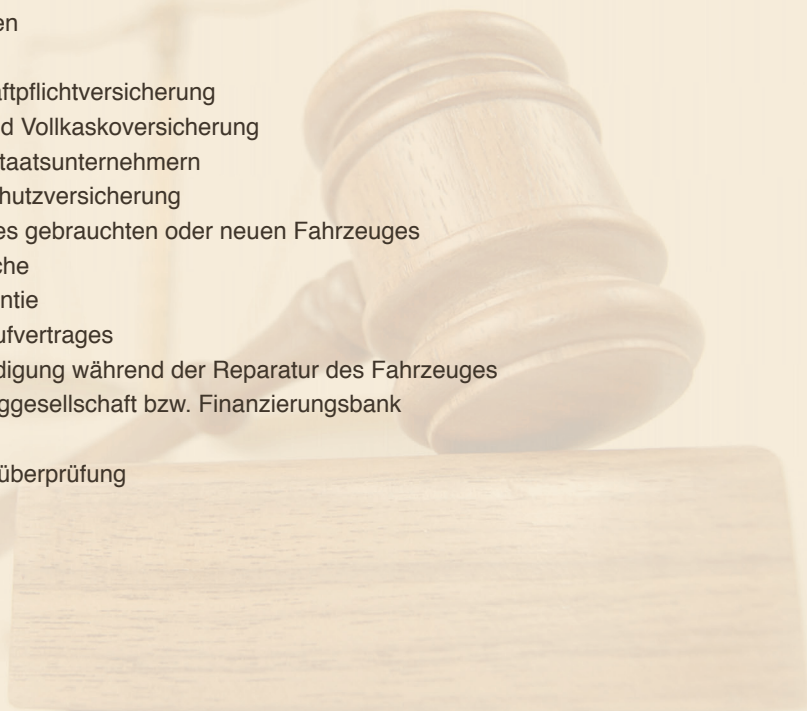 en
aftpflichtversicherung
d Vollkaskoversicherung
taatsunternehmern
hutzversicherung
es gebrauchten oder neuen Fahrzeuges
che
ntie
ufvertrages
digung während der Reparatur des Fahrzeuges
ggesellschaft bzw. Finanzierungsbank
überprüfung